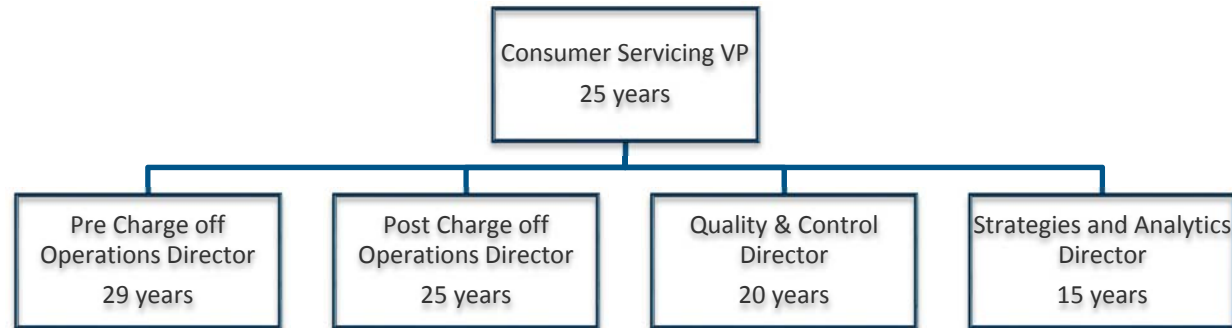 Consumer Servicing VP
25 years
Pre Charge off
Operations Director
29 years
Post Charge off
Operations Director
25 years
Quality & Control
Director
20 years
Strategies and Analytics
Director
15 years